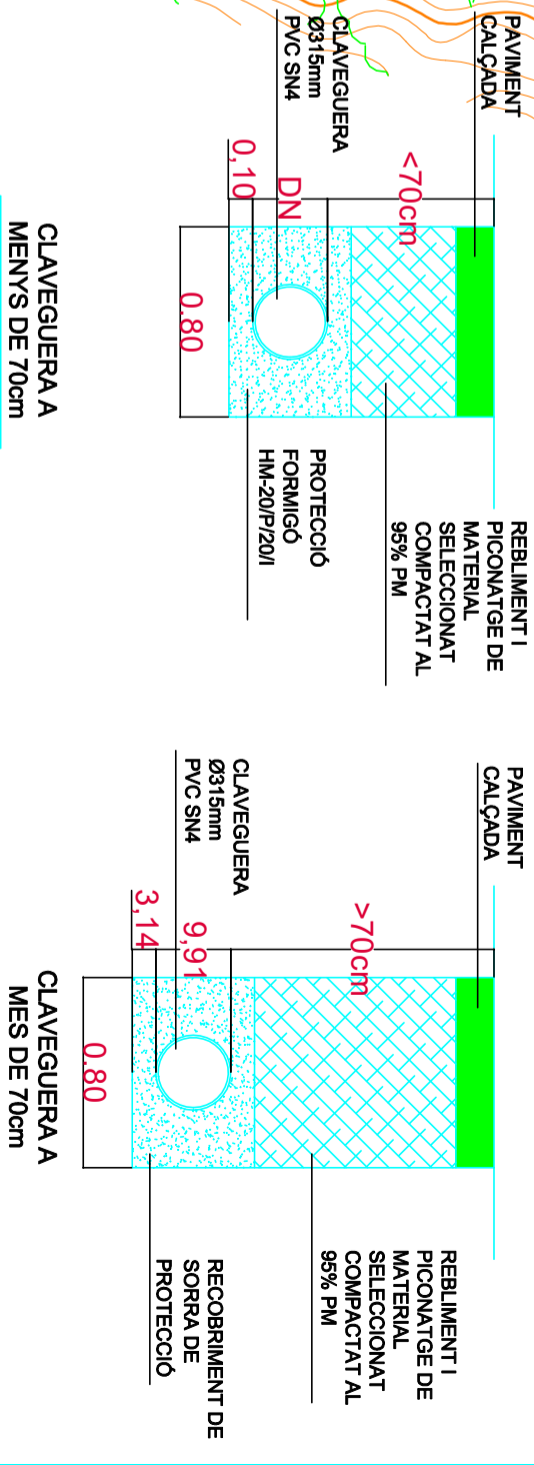 PAVIMENT
CALÇADA
CLAVEGUERA
Ø315mm
PVC SN4
<70cm
DN
0,10
0.80
REBLIMENT I
PICONATGE DE
MATERIAL
SELECCIONAT
COMPACTAT AL
95% PM
PROTECCIÓ
FORMIGÓ
HM-20/P/20/I
CLAVEGUERA A
MENYS DE 70cm
PAVIMENT
CALÇADA
CLAVEGUERA
Ø315mm
PVC SN4
>70cm
9,91
3,14
0.80
REBLIMENT I
PICONATGE DE
MATERIAL
SELECCIONAT
COMPACTAT AL
95% PM
RECOBRIMENT DE
SORRA DE
PROTECCIÓ
CLAVEGUERA A
MES DE 70cm